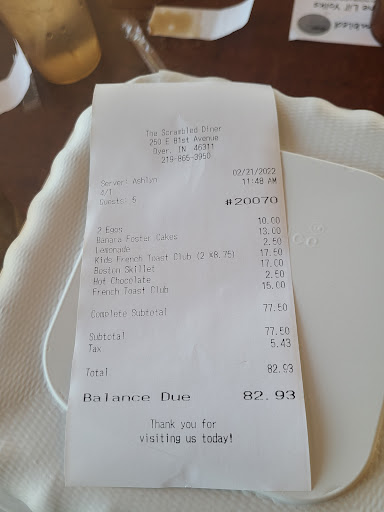 The Scrambled Diner
250 E 81st Avenue
Dyer, IN 46311
219-865-3950
Server: Ashlyn 02/21/2022
4/1 11:48 AM
Guests: 5 #20070
2 Eggs 10.00
Banana Foster Cakes 13.00
Lemonade 2.50
Kids French Toast Club (2 x8.75) 17.50
Boston Skillet 17.00
Hot Chocolate 2.50
French Toast Club 15.00
Complete Subtotal 77.50
Subtotal 77.50
Tax 5.43
Total 82.93
Balance Due 82.93
Thank you for
visiting us today!